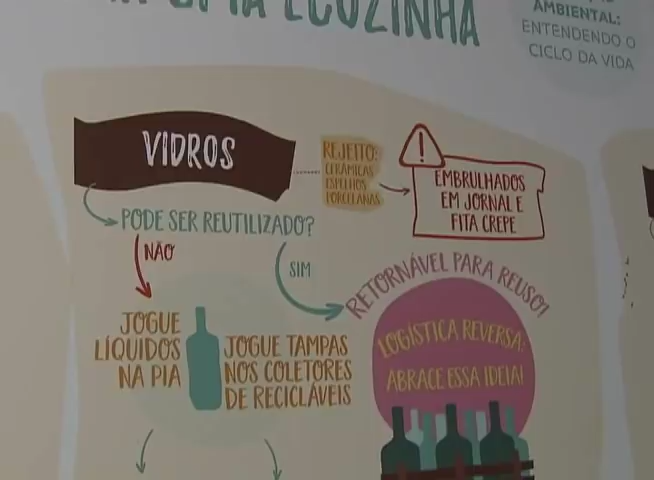 ECOZINHA
AMBIENTAL:
ENTENDENDO O
CICLO DA VIDA
VIDROS
REJEITO:
CERÂMICAS
ESPELHOS
PORCELANAS
!
EMBRULHADOS
EM JORNAL E
FITA CREPE
PODE SER REUTILIZADO?
NÃO
SIM
JOGUE
LÍQUIDOS
NA PIA
JOGUE TAMPAS
NOS COLETORES
DE RECICLÁVEIS
RETORNÁVEL PARA REUSO?
LOGÍSTICA REVERSA:
ABRACE ESSA IDEIA!